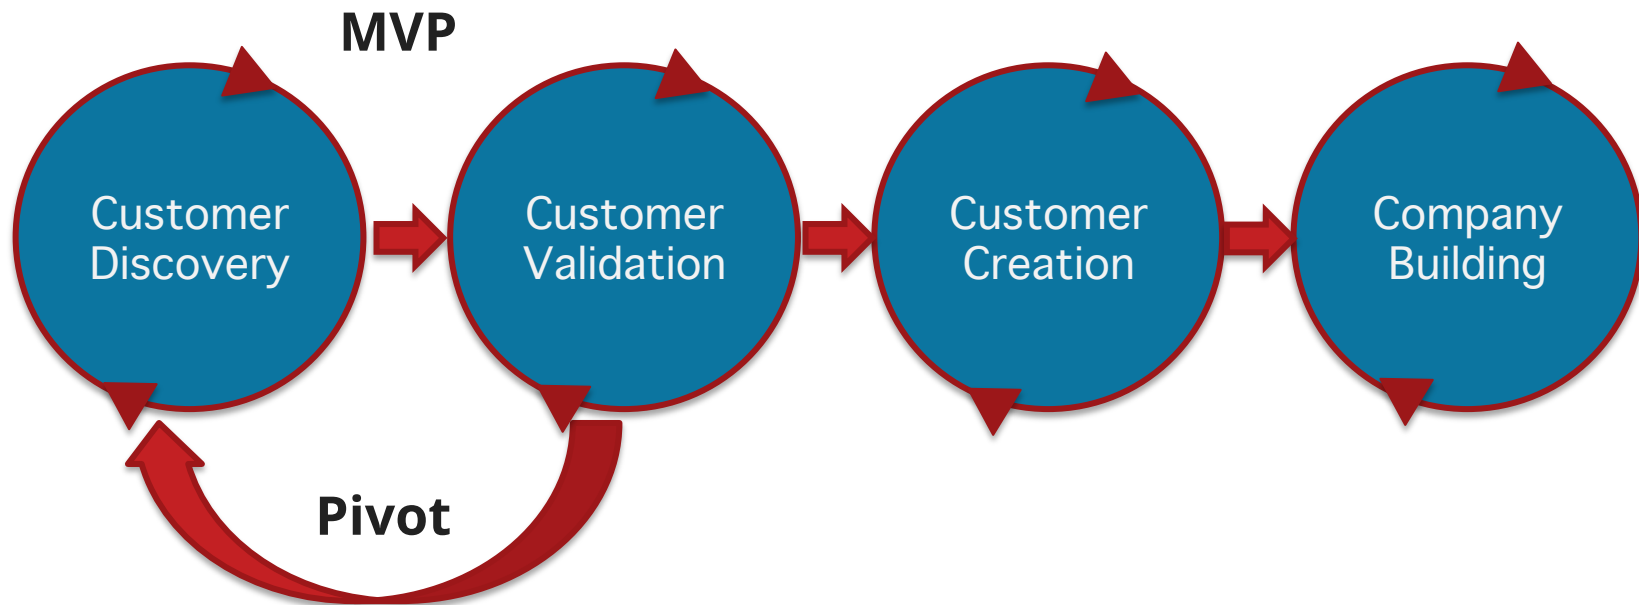 MVP
Customer
Discovery
Customer
Validation
Customer
Creation
Company
Building
Pivot